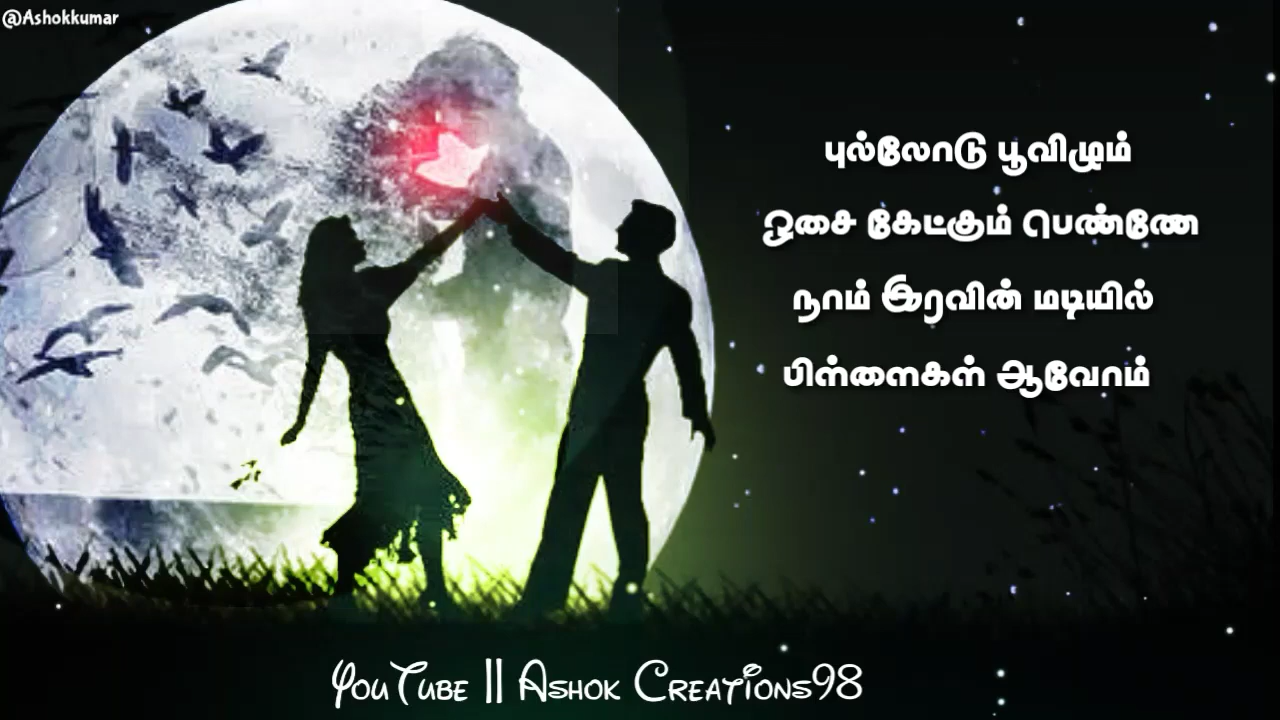 @Ashokkumar
புல்லோடு பூவிழும்
ஓசை கேட்கும் பெண்ணே
நாம் இரவின் மடியில்
பிள்ளைகள் ஆவோம்
YouTube || Ashok Creations98